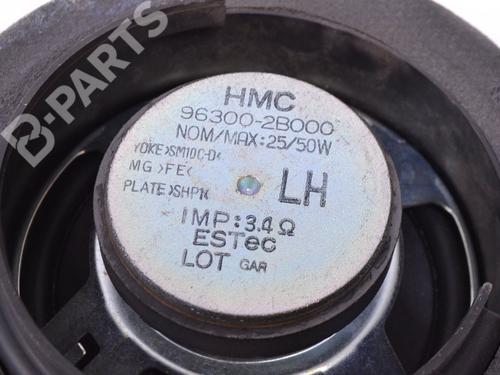 B-PARTS
HMC
96300-2B000
NOM/MAX:25/50W
YOKE>SM10C-D<
MG>FE<
PLATE>SHP1<
LH
IMP:3.4Ω
ESTec
LOT GAR